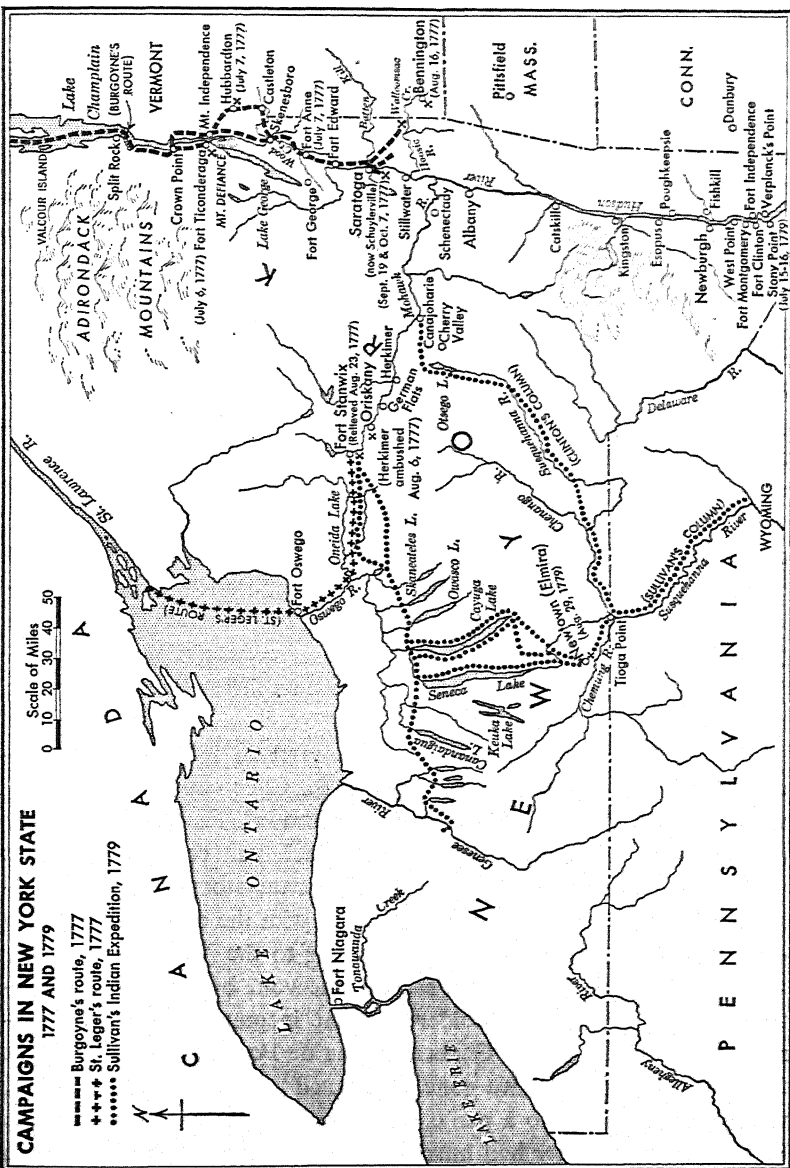 CAMPAIGNS IN NEW YORK STATE
1777 AND 1779
Burgoyne's route, 1777
St. Leger's route, 1777
Sullivan's Indian Expedition, 1779
N
Scale of Miles
0 10 20 30 40 50
CANADA
LAKE ONTARIO
LAKE ERIE
St. Lawrence R.
(ST. LEGER'S
ROUTE)
Fort Oswego
Oswego R.
Oneida Lake
Fort Stanwix
(Relieved Aug. 23, 1777)
Oriskany
Herkimer
German
Flats
(Herkimer
ambushed
Aug. 6, 1777)
Fort Niagara
Tonawanda
Creek
Genesee
River
Canandaigua
L.
Keuka
Lake
Seneca
Lake
Cayuga
Lake
Owasco L.
Skaneateles L.
Newtown (Elmira)
Aug. 29, 1779)
Chemung R.
Tioga Point
(SULLIVAN'S COLUMN)
Susquehanna
River
WYOMING
Chenango
R.
Susquehanna R.
(CLINTON'S COLUMN)
Otsego L.
Canajoharie
Cherry
Valley
Mohawk
R.
Delaware
R.
Allegheny
River
NEW YORK
PENNSYLVANIA
VALCOUR ISLAND
Lake
Champlain
(BURGOYNE'S
ROUTE)
Split Rock
VERMONT
ADIRONDACK
MOUNTAINS
Crown Point
(July 6, 1777) Fort Ticonderoga
Mt. Independence
MT. DEFIANCE
Hubbardton
(July 7, 1777)
Castleton
Skenesboro
Wood Cr.
Lake George
Fort Anne
(July 7, 1777)
Fort George
Fort Edward
Batten
Kill
Saratoga
(now Schuylerville)
(Sept. 19 & Oct. 7, 1777)
Stillwater
Hoosic
R.
Walloomsac
Cr.
Bennington
(Aug. 16, 1777)
Schenectady
Albany
Hudson
River
Pittsfield
MASS.
Catskill
Kingston
Esopus
Poughkeepsie
CONN.
Danbury
Newburgh
Fishkill
West Point
Fort Montgomery
Fort Independence
Fort Clinton
Verplanck's Point
Stony Point
(July 15-16, 1779)